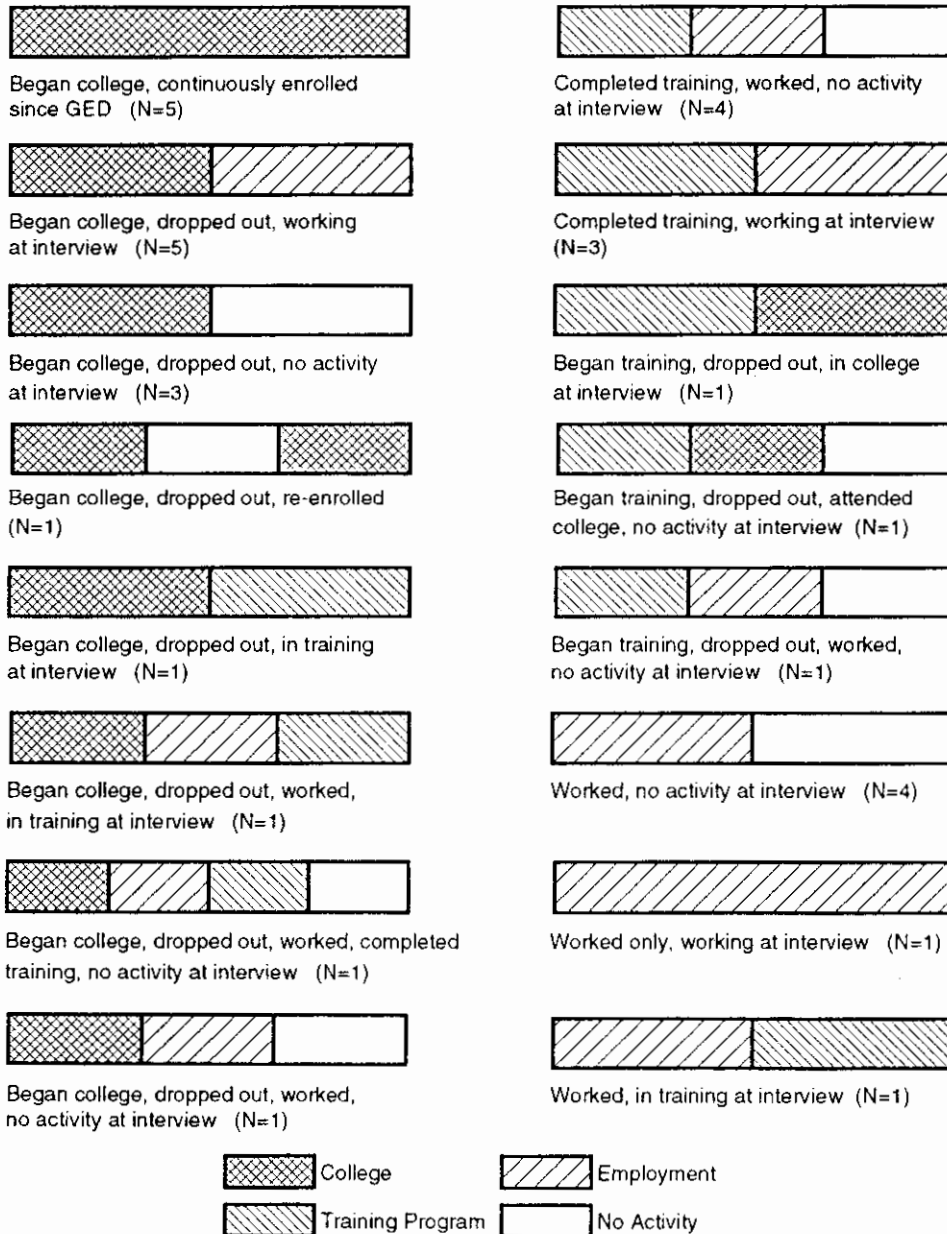 Began college, continuously enrolled
since GED (N=5)
Began college, dropped out, working
at interview (N=5)
Began college, dropped out, no activity
at interview (N=3)
Began college, dropped out, re-enrolled
(N=1)
Began college, dropped out, in training
at interview (N=1)
Began college, dropped out, worked,
in training at interview (N=1)
Began college, dropped out, worked, completed
training, no activity at interview (N=1)
Began college, dropped out, worked,
no activity at interview (N=1)
Completed training, worked, no activity
at interview (N=4)
Completed training, working at interview
(N=3)
Began training, dropped out, in college
at interview (N=1)
Began training, dropped out, attended
college, no activity at interview (N=1)
Began training, dropped out, worked,
no activity at interview (N=1)
Worked, no activity at interview (N=4)
Worked only, working at interview (N=1)
Worked, in training at interview (N=1)
College
Employment
Training Program
No Activity